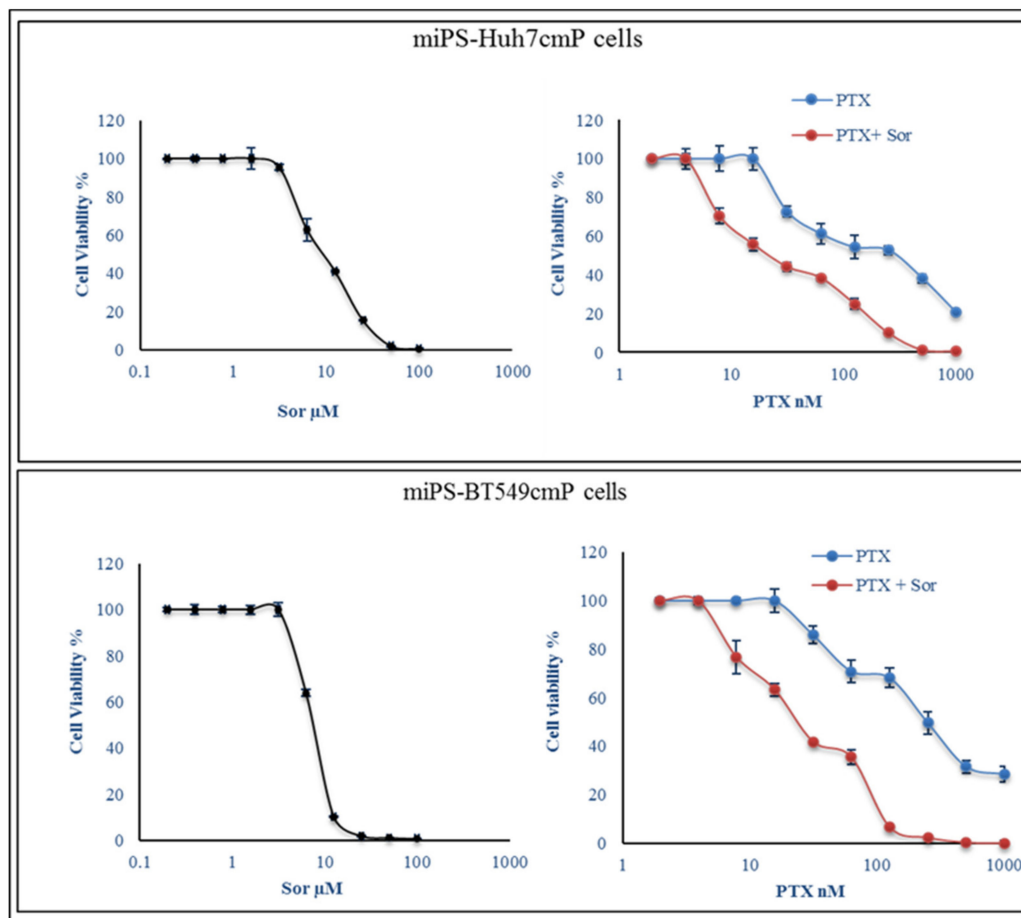 miPS-Huh7cmP cells
Cell Viability %
120
100
80
60
40
20
0
0.1 1 10 100 1000
Sor µM
PTX
PTX+ Sor
Cell Viability %
120
100
80
60
40
20
0
1 10 100 1000
PTX nM
miPS-BT549cmP cells
Cell Viability %
120
100
80
60
40
20
0
0.1 1 10 100 1000
Sor µM
PTX
PTX + Sor
Cell viability %
120
100
80
60
40
20
0
1 10 100 1000
PTX nM